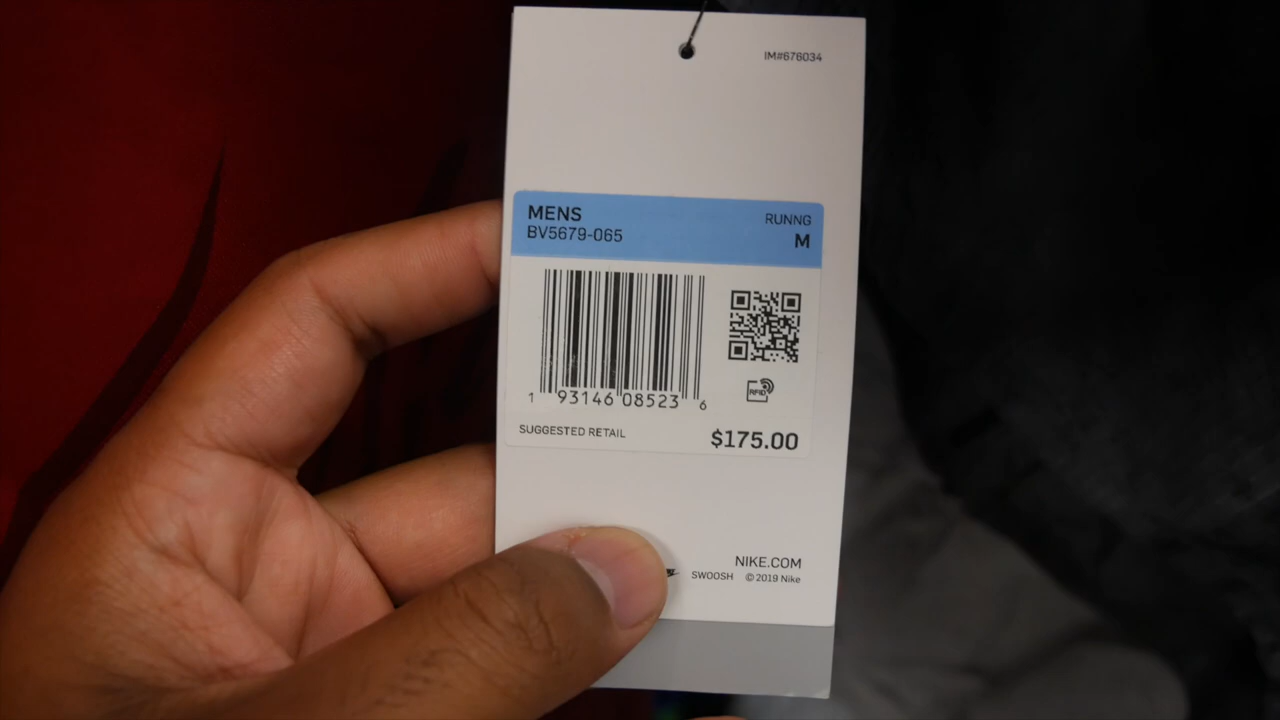 IM#676034
MENS
RUNNG
BV5679-065
M
1 93146 08523 6
RFID
SUGGESTED RETAIL
$175.00
NIKE.COM
SWOOSH © 2019 Nike